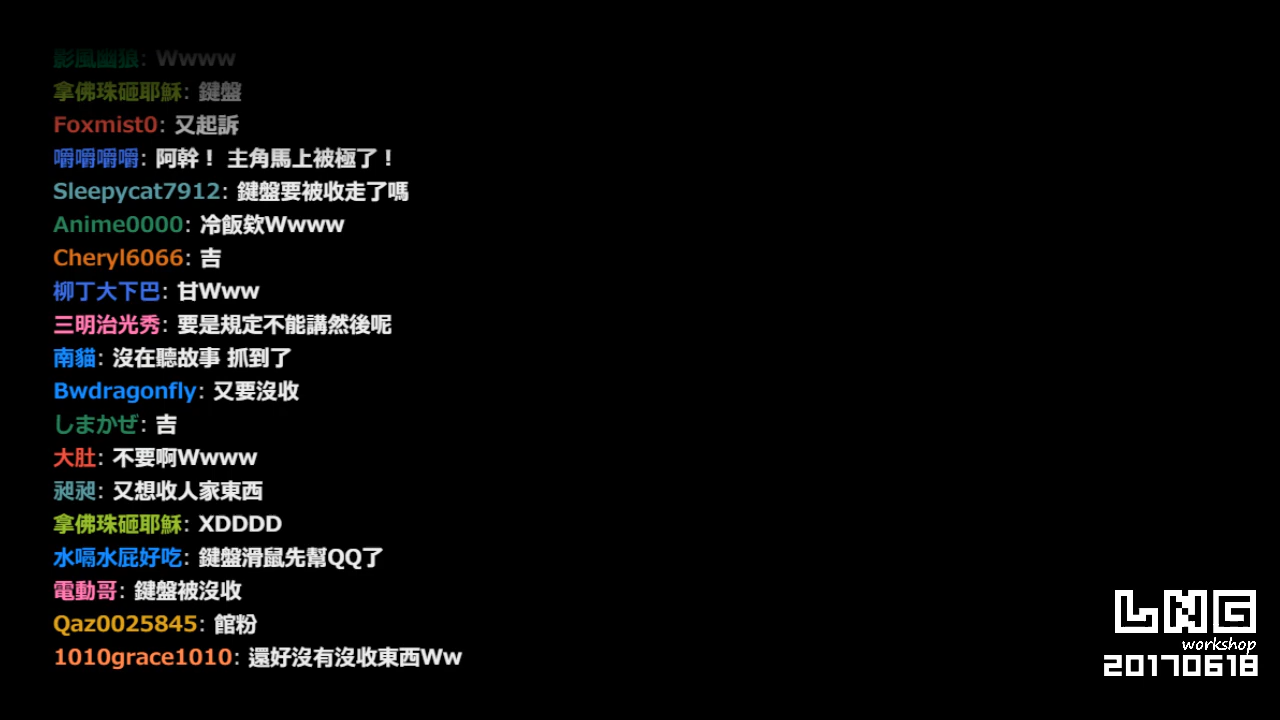 影風幽狼: Wwww
拿佛珠砸耶穌: 鍵盤
Foxmist0: 又起訴
嚼嚼嚼嚼: 阿幹！ 主角馬上被極了！
Sleepycat7912: 鍵盤要被收走了嗎
Anime0000: 冷飯欸Wwww
Cheryl6066: 吉
柳丁大下巴: 甘Www
三明治光秀: 要是規定不能講然後呢
南貓: 沒在聽故事 抓到了
Bwdragonfly: 又要沒收
しまかぜ: 吉
大肚: 不要啊Wwww
昶昶: 又想收人家東西
拿佛珠砸耶穌: XDDDD
水嗝水屁好吃: 鍵盤滑鼠先幫QQ了
電動哥: 鍵盤被沒收
Qaz0025845: 館粉
1010grace1010: 還好沒有沒收東西Ww
LNG
workshop
20170618